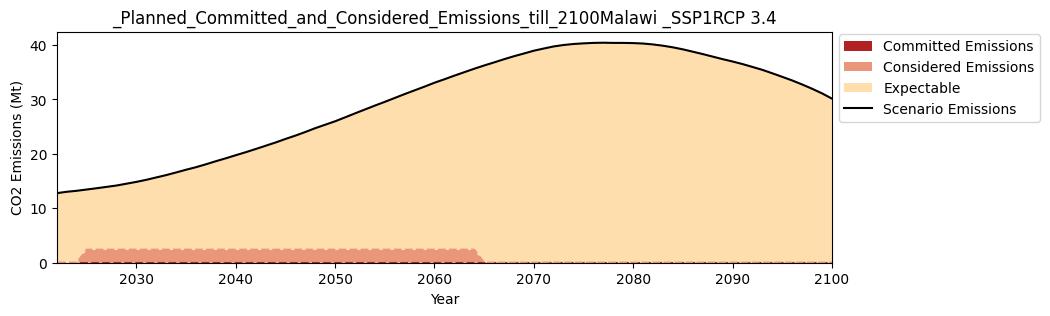 _Planned_Committed_and_Considered_Emissions_till_2100Malawi _SSP1RCP 3.4
40
30
20
10
0
CO2 Emissions (Mt)
2030 2040 2050 2060 2070 2080 2090 2100
Year
Committed Emissions
Considered Emissions
Expectable
Scenario Emissions